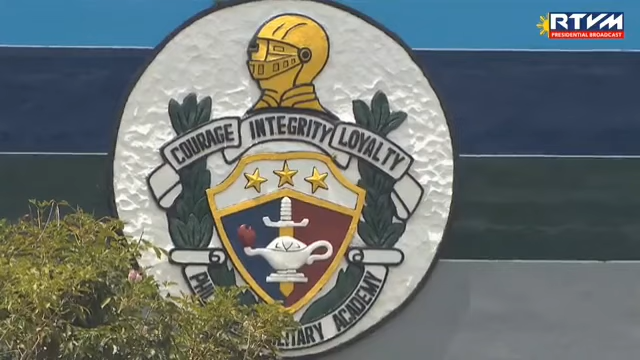 RTVM
PRESIDENTIAL BROADCAST
COURAGE INTEGRITY LOYALTY
MILITARY ACADEMY